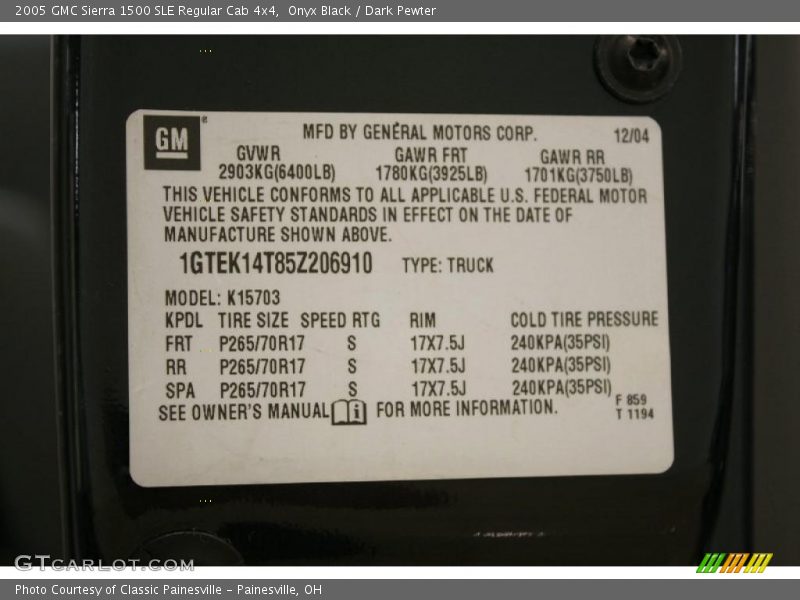 2005 GMC Sierra 1500 SLE Regular Cab 4x4, Onyx Black / Dark Pewter
GM ®
MFD BY GENERAL MOTORS CORP. 12/04
GVWR GAWR FRT GAWR RR
2903KG(6400LB) 1780KG(3925LB) 1701KG(3750LB)
THIS VEHICLE CONFORMS TO ALL APPLICABLE U.S. FEDERAL MOTOR
VEHICLE SAFETY STANDARDS IN EFFECT ON THE DATE OF
MANUFACTURE SHOWN ABOVE.
1GTEK14T85Z206910 TYPE: TRUCK
MODEL: K15703
KPDL TIRE SIZE SPEED RTG RIM COLD TIRE PRESSURE
FRT P265/70R17 S 17X7.5J 240KPA(35PSI)
RR P265/70R17 S 17X7.5J 240KPA(35PSI)
SPA P265/70R17 S 17X7.5J 240KPA(35PSI)
SEE OWNER'S MANUAL i FOR MORE INFORMATION.
F 859
T 1194
GTCARLOT.COM
Photo Courtesy of Classic Painesville - Painesville, OH